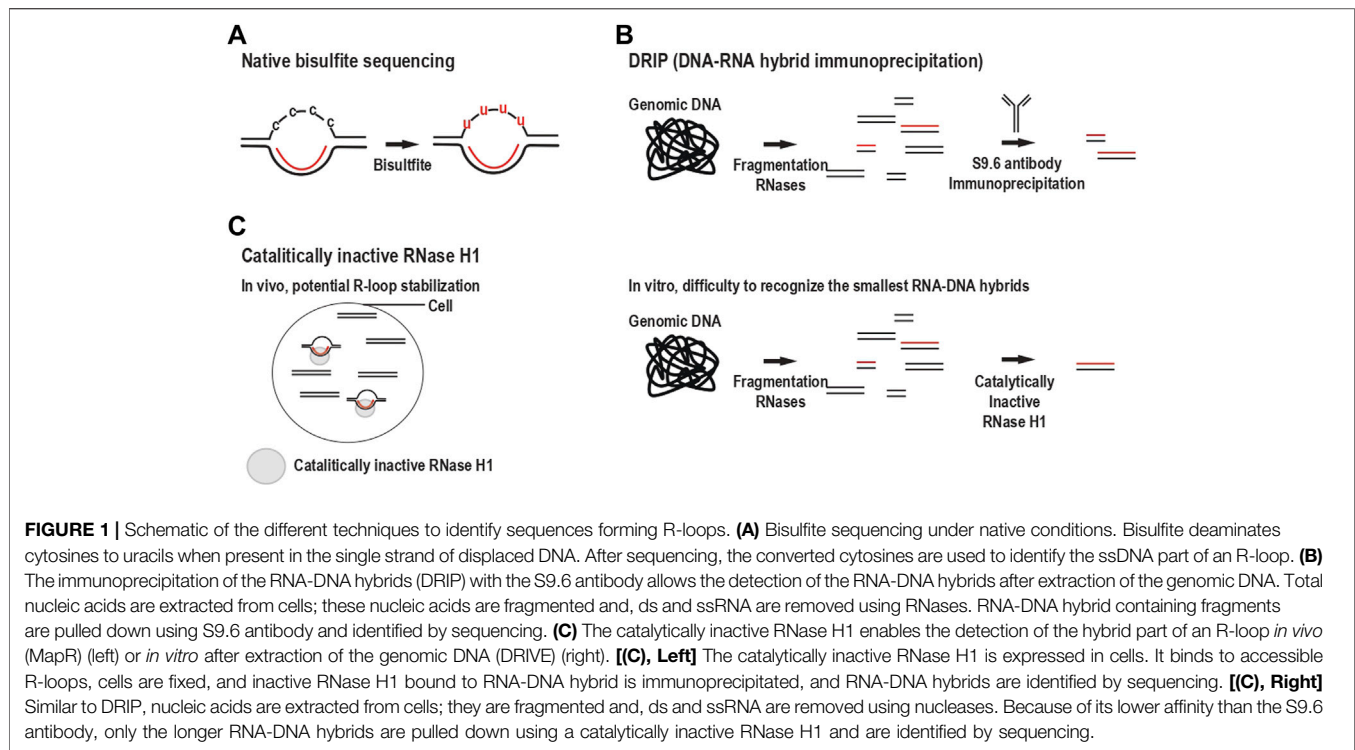 A
Native bisulfite sequencing
c c c c
Bisultfite
u u u u
B
DRIP (DNA-RNA hybrid immunoprecipitation)
Genomic DNA
Fragmentation
RNases
S9.6 antibody
Immunoprecipitation
C
Catalitically inactive RNase H1
In vivo, potential R-loop stabilization
Cell
Catalitically inactive RNase H1
In vitro, difficulty to recognize the smallest RNA-DNA hybrids
Genomic DNA
Fragmentation
RNases
Catalytically
Inactive
RNase H1
FIGURE 1 | Schematic of the different techniques to identify sequences forming R-loops. (A) Bisulfite sequencing under native conditions. Bisulfite deaminates
cytosines to uracils when present in the single strand of displaced DNA. After sequencing, the converted cytosines are used to identify the ssDNA part of an R-loop. (B)
The immunoprecipitation of the RNA-DNA hybrids (DRIP) with the S9.6 antibody allows the detection of the RNA-DNA hybrids after extraction of the genomic DNA. Total
nucleic acids are extracted from cells; these nucleic acids are fragmented and, ds and ssRNA are removed using RNases. RNA-DNA hybrid containing fragments
are pulled down using S9.6 antibody and identified by sequencing. (C) The catalytically inactive RNase H1 enables the detection of the hybrid part of an R-loop in vivo
(MapR) (left) or in vitro after extraction of the genomic DNA (DRIVE) (right). [(C), Left] The catalytically inactive RNase H1 is expressed in cells. It binds to accessible
R-loops, cells are fixed, and inactive RNase H1 bound to RNA-DNA hybrid is immunoprecipitated, and RNA-DNA hybrids are identified by sequencing. [(C), Right]
Similar to DRIP, nucleic acids are extracted from cells; they are fragmented and, ds and ssRNA are removed using nucleases. Because of its lower affinity than the S9.6
antibody, only the longer RNA-DNA hybrids are pulled down using a catalytically inactive RNase H1 and are identified by sequencing.